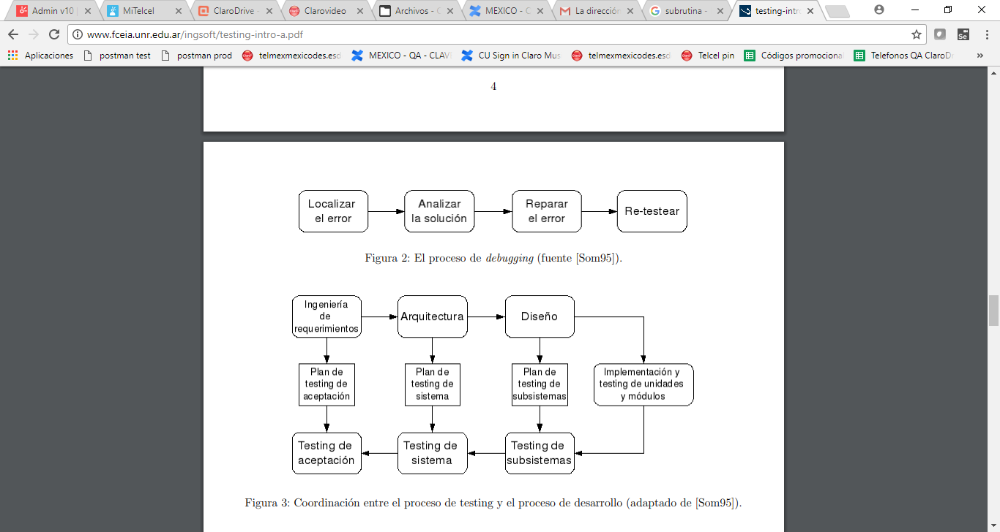 Admin v10
MiTelcel
ClaroDrive -
Clarovideo
Archivos - C
MEXICO - C
La dirección
subrutina -
testing-intro
www.fceia.unr.edu.ar/ingsoft/testing-intro-a.pdf
Se
Aplicaciones
postman test
postman prod
telmexmexicodes.esd
MEXICO - QA - CLAVE
CU Sign in Claro Mus
telmexmexicodes.esd
Telcel pin
Códigos promociona
Telefonos QA ClaroDr
»
4
Localizar
el error
Analizar
la solución
Reparar
el error
Re-testear
Figura 2: El proceso de debugging (fuente [Som95]).
Ingeniería
de
requerimientos
Arquitectura
Diseño
Plan de
testing de
aceptación
Plan de
testing de
sistema
Plan de
testing de
subsistemas
Implementación y
testing de unidades
y módulos
Testing de
aceptación
Testing de
sistema
Testing de
subsistemas
Figura 3: Coordinación entre el proceso de testing y el proceso de desarrollo (adaptado de [Som95]).